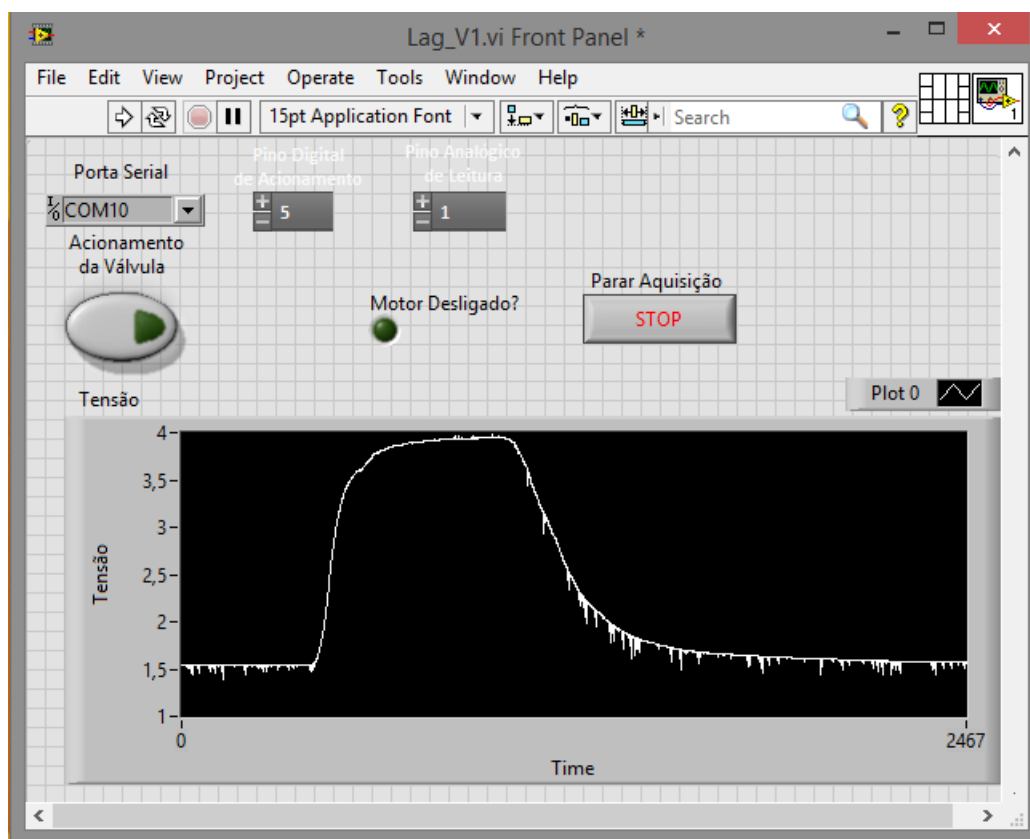 Lag_V1.vi Front Panel *
File Edit View Project Operate Tools Window Help
15pt Application Font Search ? 1
Pino Digital
de Acionamento
Pino Analógico
de Leitura
Porta Serial
I/O COM10
5
1
Acionamento
da Válvula
Motor Desligado?
Parar Aquisição
STOP
Plot 0
Tensão
Tensão
4
3,5
3
2,5
2
1,5
1
0
2467
Time